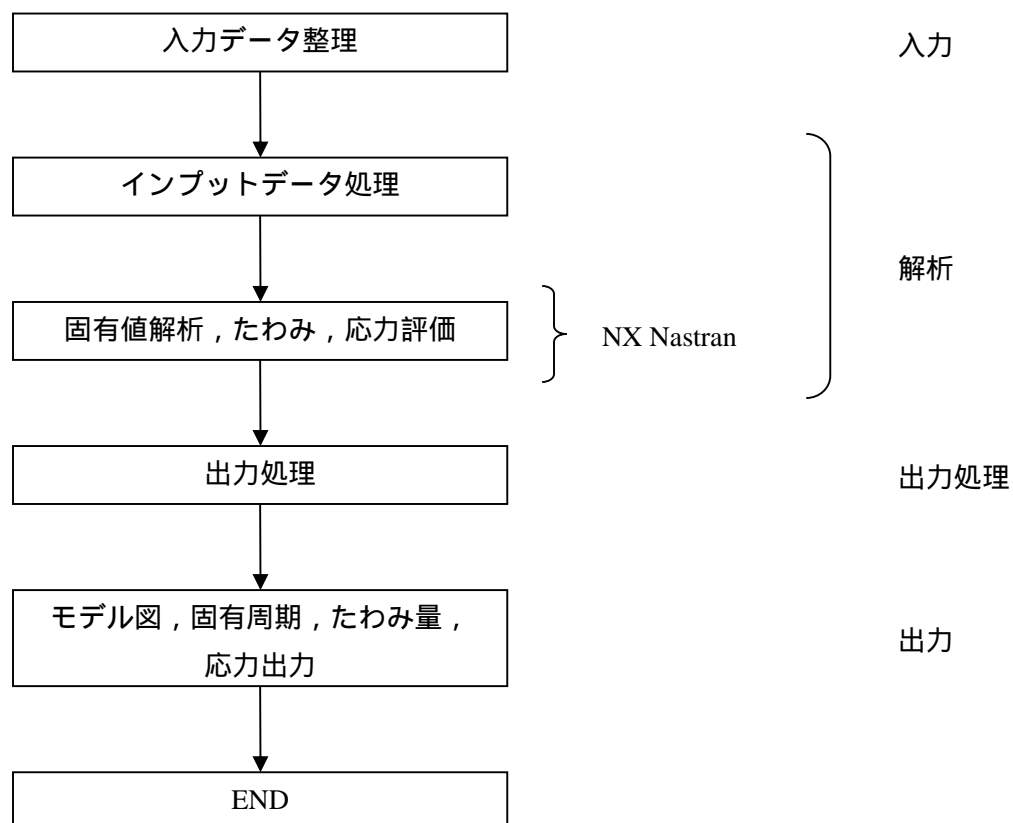 入力データ整理
入力
インプットデータ処理
解析
固有値解析，たわみ，応力評価
NX Nastran
出力処理
出力処理
モデル図，固有周期，たわみ量，
応力出力
出力
END